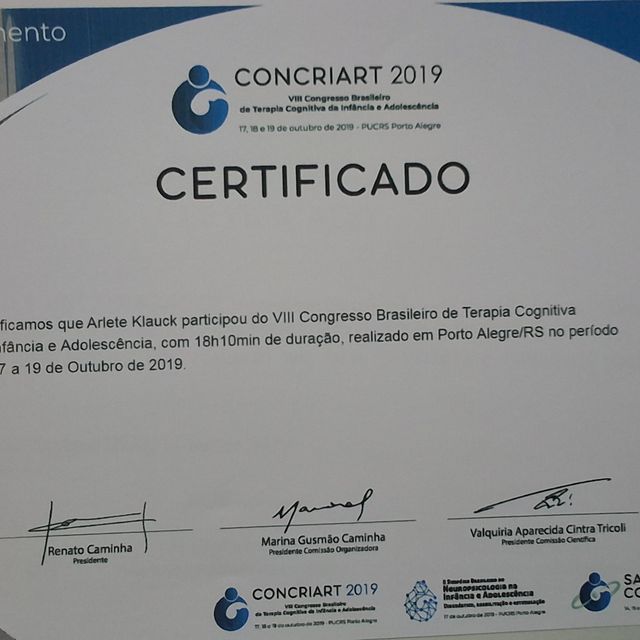 mento
CONCRIART 2019
VIII Congresso Brasileiro
de Terapia Cognitiva da Infância e Adolescência
17, 18 e 19 de outubro de 2019 - PUCRS Porto Alegre
CERTIFICADO
ficamos que Arlete Klauck participou do VIII Congresso Brasileiro de Terapia Cognitiva
nfância e Adolescência, com 18h10min de duração, realizado em Porto Alegre/RS no período
7 a 19 de Outubro de 2019.
Renato Caminha
Presidente
Marina Gusmão Caminha
Presidente Comissão Organizadora
Valquiria Aparecida Cintra Tricoli
Presidente Comissão Científica
CONCRIART 2019
VIII Congresso Brasileiro
de Terapia Cognitiva da Infância e Adolescência
17, 18 e 19 de outubro de 2019 - PUCRS Porto Alegre
II Simpósio Brasileiro de
Neuropsicologia na
Infância e Adolescência
17 de outubro de 2019 - PUCRS Porto Alegre
SA
CO